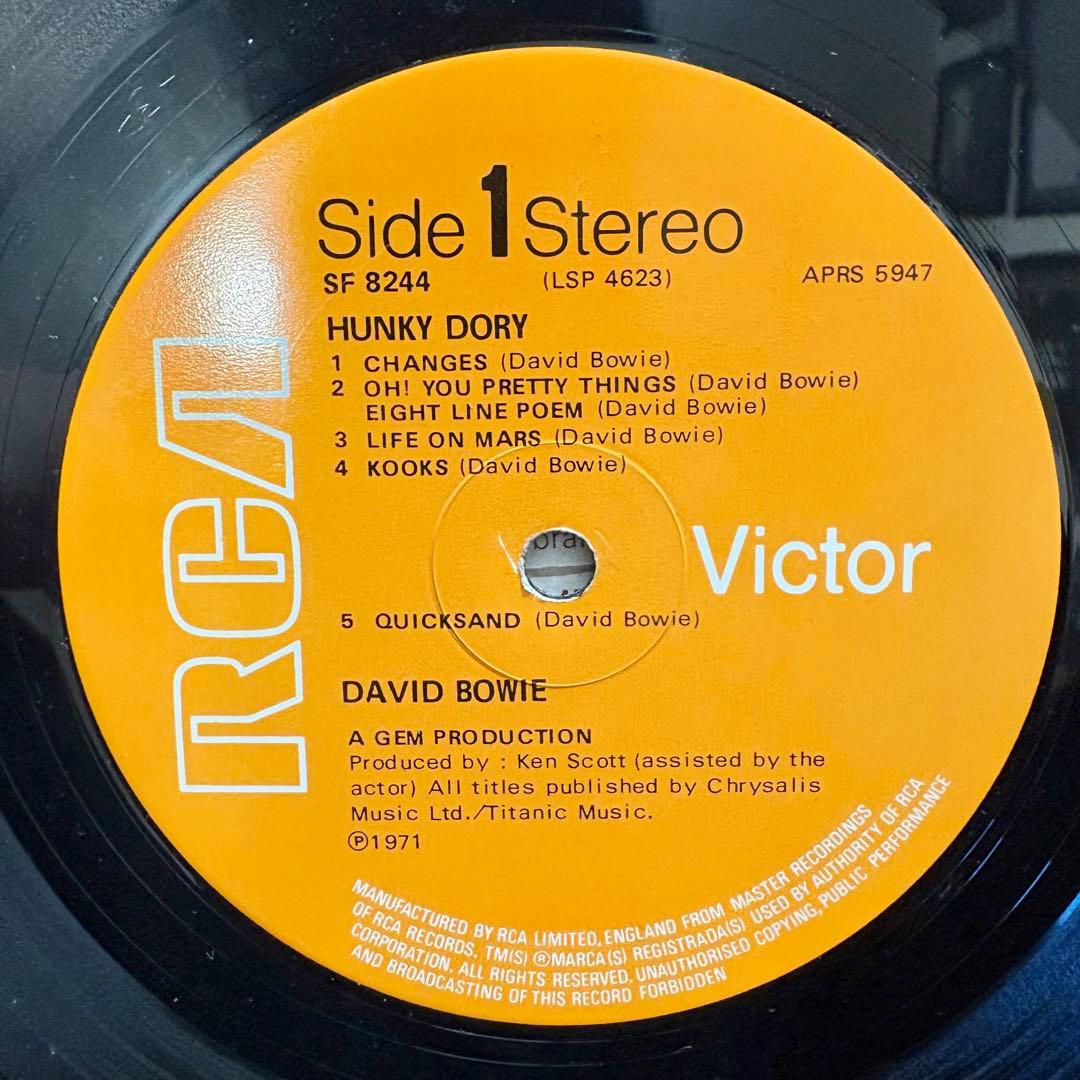 Side 1 Stereo
SF 8244 (LSP 4623) APRS 5947
HUNKY DORY
1 CHANGES (David Bowie)
2 OH! YOU PRETTY THINGS (David Bowie)
EIGHT LINE POEM (David Bowie)
3 LIFE ON MARS (David Bowie)
4 KOOKS (David Bowie)
RCA
Victor
5 QUICKSAND (David Bowie)
DAVID BOWIE
A GEM PRODUCTION
Produced by : Ken Scott (assisted by the
actor) All titles published by Chrysalis
Music Ltd./Titanic Music.
℗1971
MANUFACTURED BY RCA LIMITED, ENGLAND FROM MASTER RECORDINGS
OF RCA RECORDS. TM(S) ®MARCA(S) REGISTRADA(S) USED BY AUTHORITY OF RCA
CORPORATION. ALL RIGHTS RESERVED. UNAUTHORISED COPYING, PUBLIC PERFORMANCE
AND BROADCASTING OF THIS RECORD FORBIDDEN